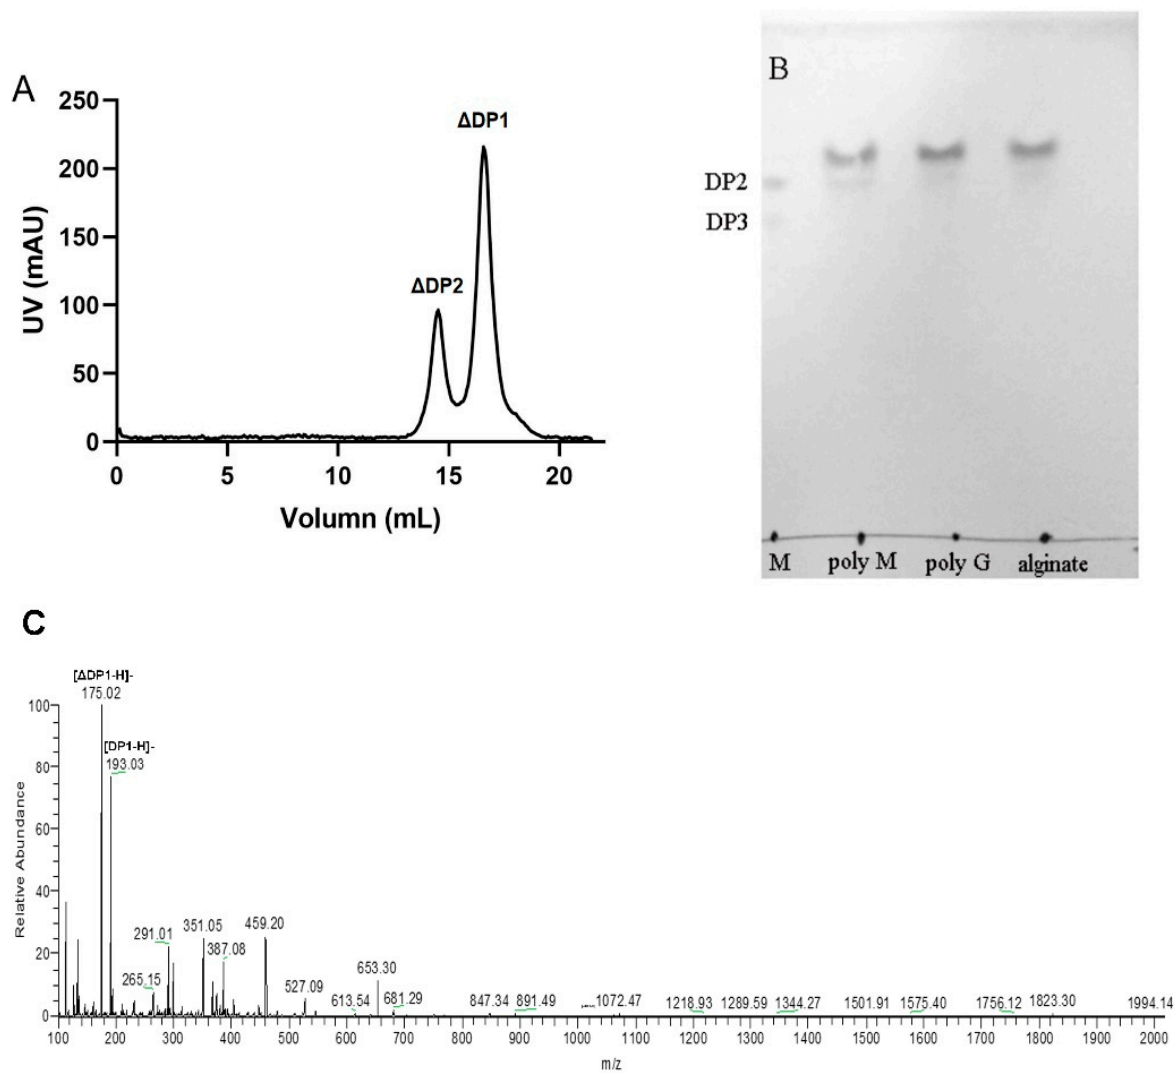 A
250
200
150
100
50
0
UV (mAU)
ΔDP1
ΔDP2
0 5 10 15 20
Volumn (mL)
B
DP2
DP3
M poly M poly G alginate
C
[ΔDP1-H]-
175.02
[DP1-H]-
193.03
100
80
60
40
20
0
Relative Abundance
265.15
291.01
351.05
387.08
459.20
527.09
613.54
653.30
681.29
847.34
891.49
1072.47
1218.93
1289.59
1344.27
1501.91
1575.40
1756.12
1823.30
1994.14
100 200 300 400 500 600 700 800 900 1000 1100 1200 1300 1400 1500 1600 1700 1800 1900 2000
m/z